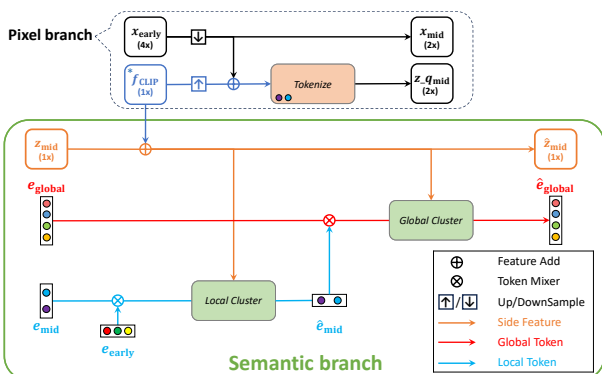 Pixel branch
x_early
(4x)
x_mid
(2x)
*f_CLIP
(1x)
Tokenize
z_q_mid
(2x)
z_mid
(1x)
ẑ_mid
(1x)
e_global
ê_global
Global Cluster
Local Cluster
e_mid
e_early
ê_mid
Semantic branch
⊕ Feature Add
⊗ Token Mixer
↑/↓ Up/DownSample
Side Feature
Global Token
Local Token